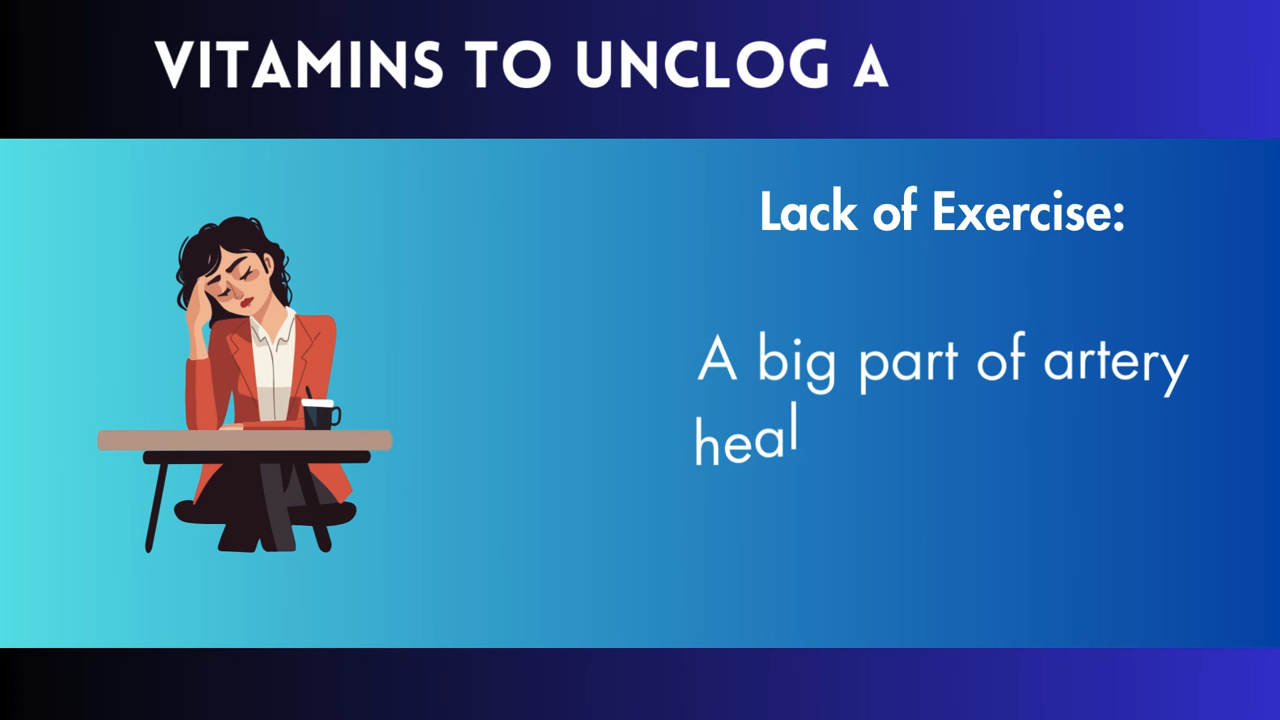 VITAMINS TO UNCLOG A
Lack of Exercise:
A big part of artery
heal